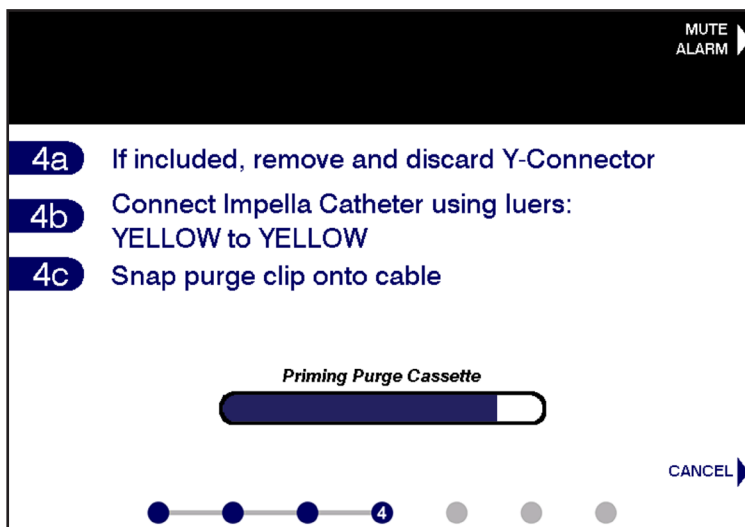 MUTE
ALARM
4a If included, remove and discard Y-Connector
4b Connect Impella Catheter using luers:
YELLOW to YELLOW
4c Snap purge clip onto cable
Priming Purge Cassette
CANCEL
4